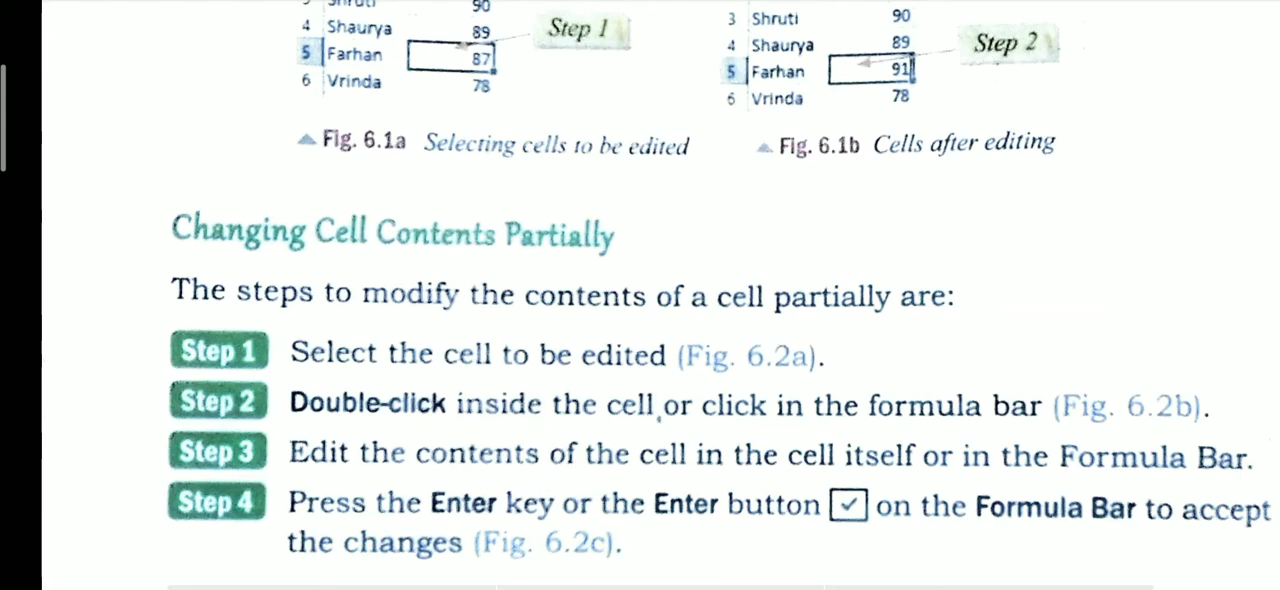 3 Shruti 90
4 Shaurya 89
5 Farhan 87
6 Vrinda 78
Step 1
3 Shruti 90
4 Shaurya 89
5 Farhan 91
6 Vrinda 78
Step 2
Fig. 6.1a Selecting cells to be edited
Fig. 6.1b Cells after editing
Changing Cell Contents Partially
The steps to modify the contents of a cell partially are:
Step 1 Select the cell to be edited (Fig. 6.2a).
Step 2 Double-click inside the cell or click in the formula bar (Fig. 6.2b).
Step 3 Edit the contents of the cell in the cell itself or in the Formula Bar.
Step 4 Press the Enter key or the Enter button ✓ on the Formula Bar to accept
the changes (Fig. 6.2c).